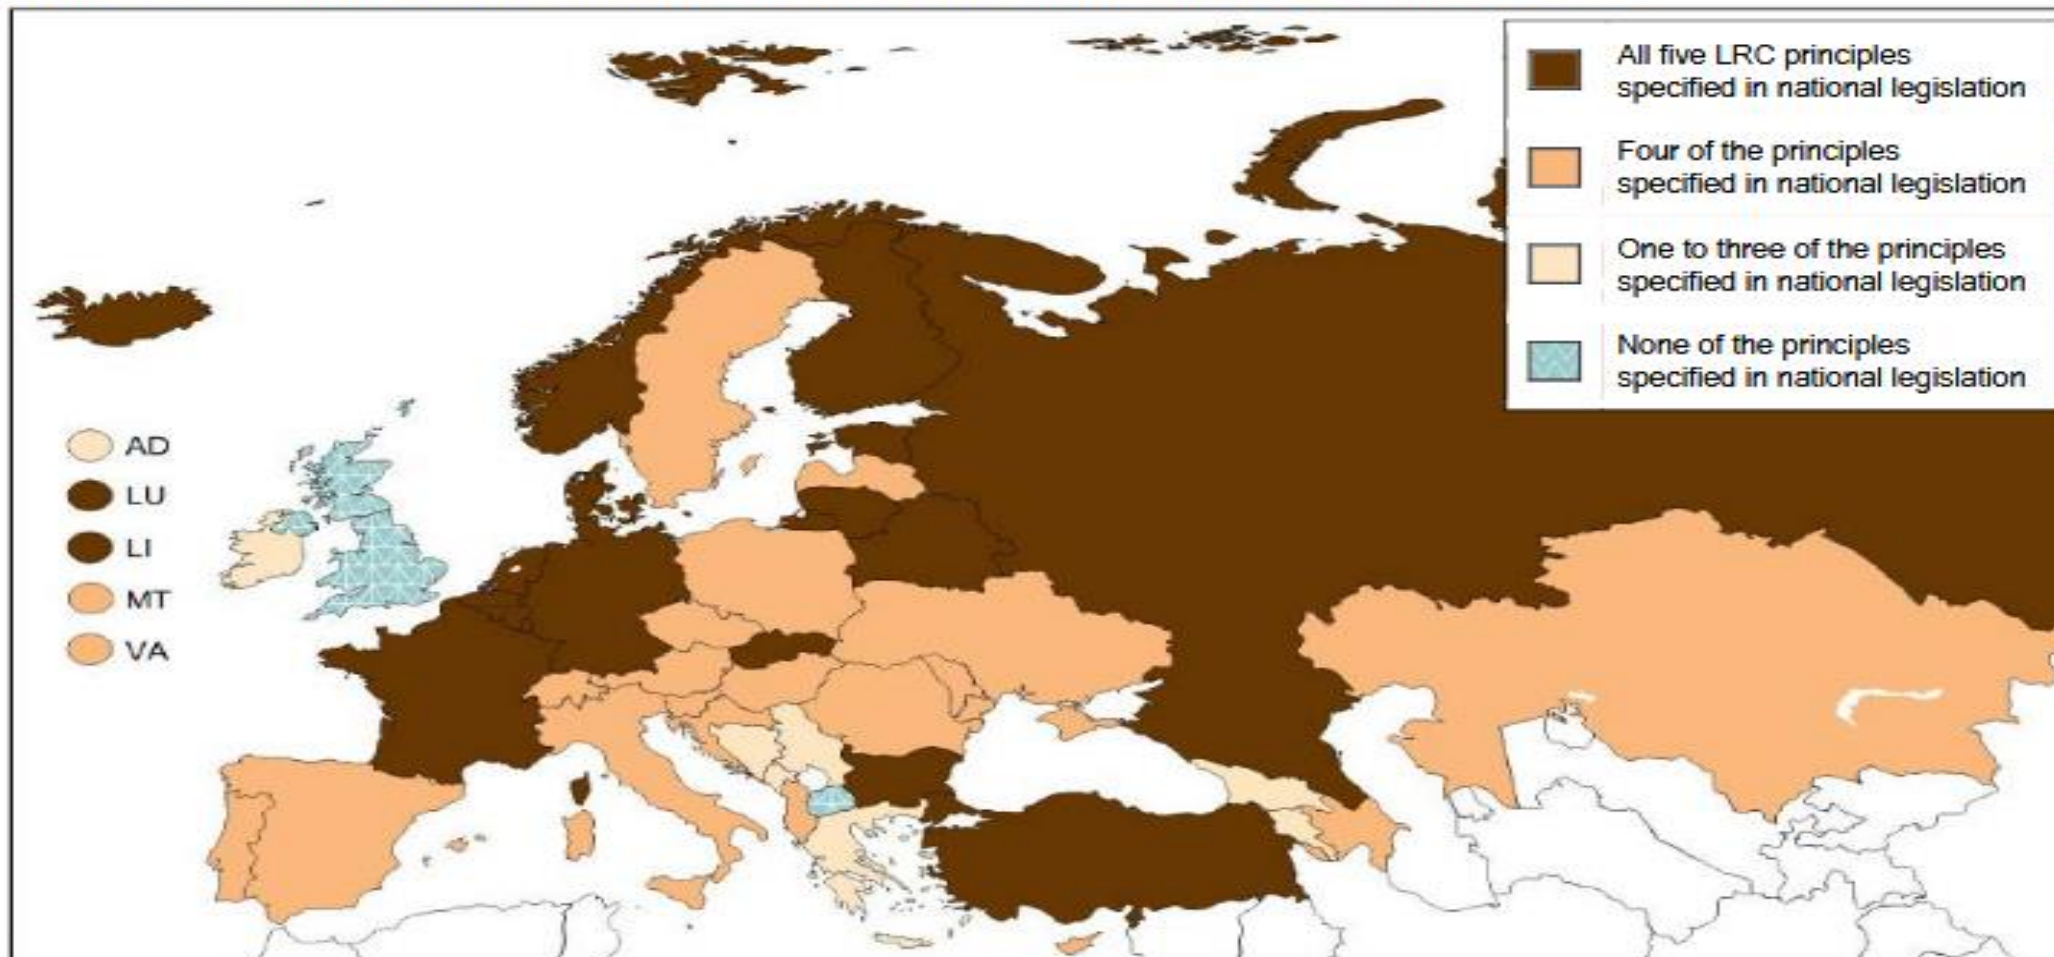 All five LRC principles
specified in national legislation
Four of the principles
specified in national legislation
One to three of the principles
specified in national legislation
None of the principles
specified in national legislation
AD
LU
LI
MT
VA